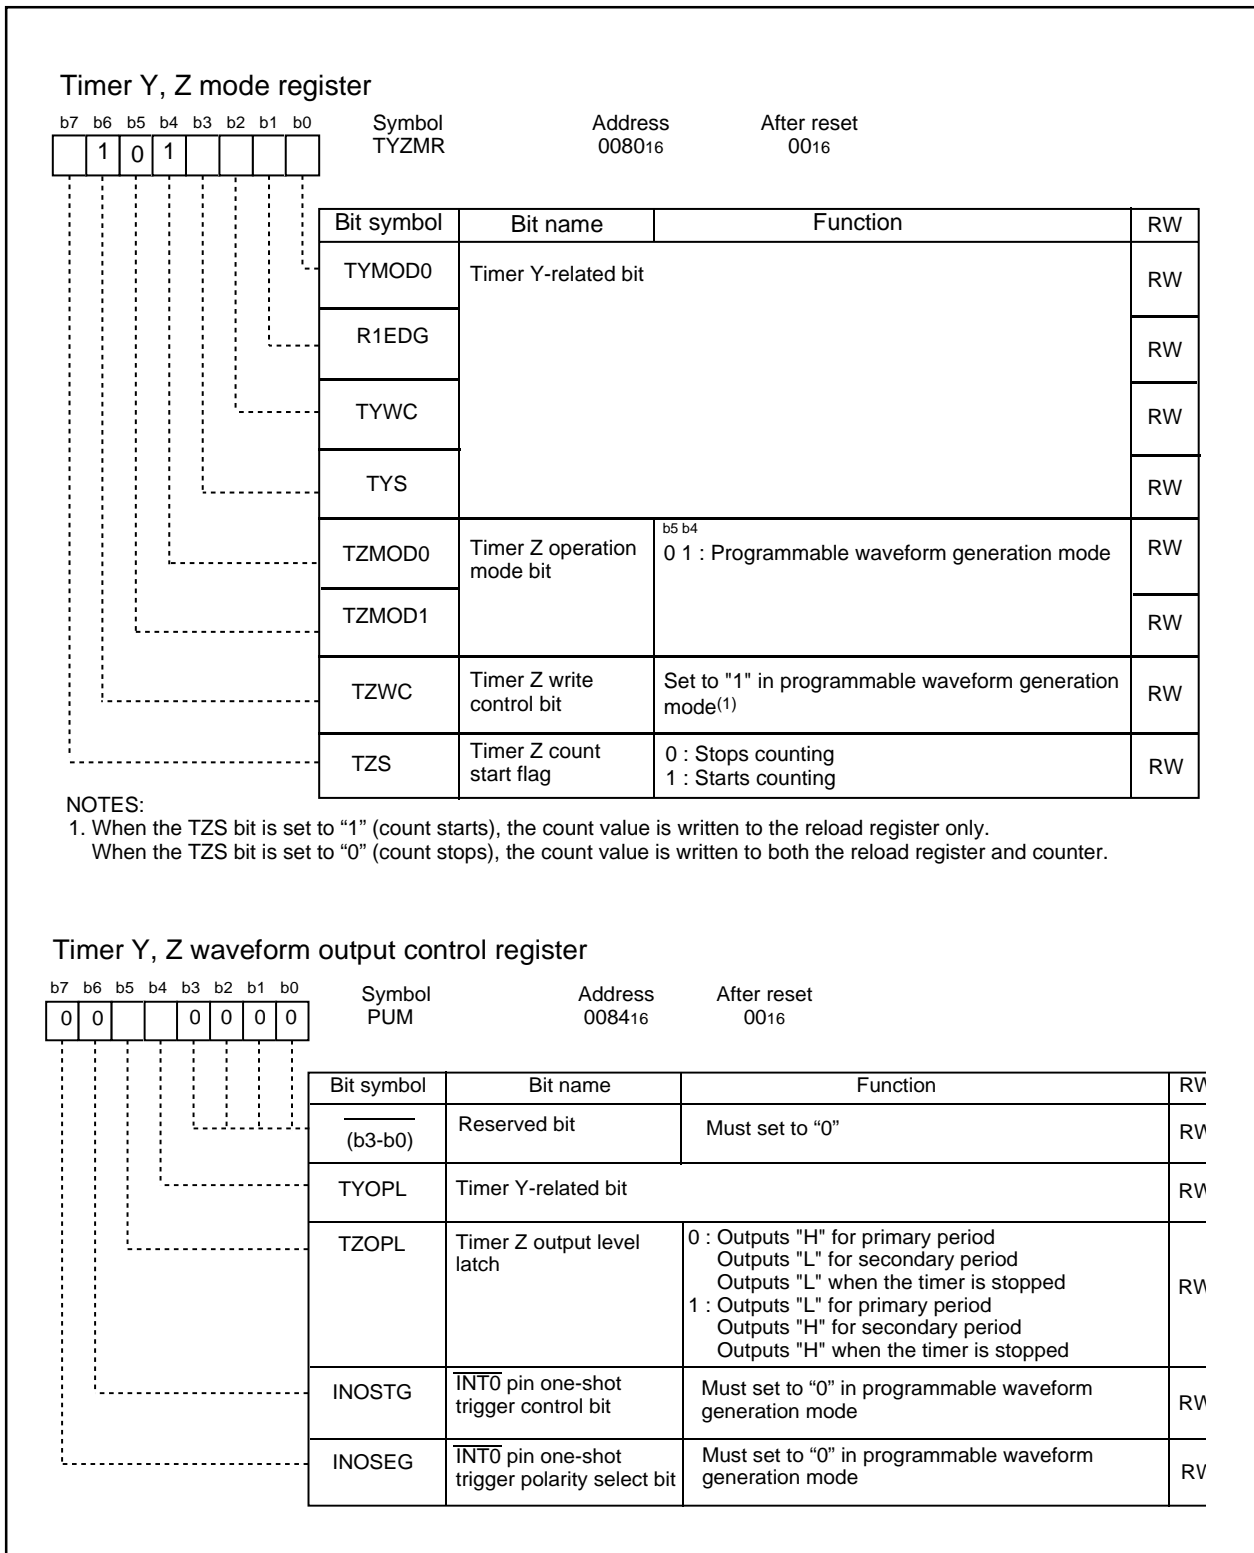 Timer Y, Z mode register
b7 b6 b5 b4 b3 b2 b1 b0 Symbol Address After reset
1 0 1 TYZMR 008016 0016
Bit symbol Bit name Function RW
TYMOD0 Timer Y-related bit RW
R1EDG RW
TYWC RW
TYS RW
b5 b4
TZMOD0 Timer Z operation mode bit 0 1 : Programmable waveform generation mode RW
TZMOD1 RW
TZWC Timer Z write control bit Set to "1" in programmable waveform generation mode(1) RW
TZS Timer Z count start flag 0 : Stops counting
1 : Starts counting RW
NOTES:
1. When the TZS bit is set to “1” (count starts), the count value is written to the reload register only.
When the TZS bit is set to “0” (count stops), the count value is written to both the reload register and counter.
Timer Y, Z waveform output control register
b7 b6 b5 b4 b3 b2 b1 b0 Symbol Address After reset
0 0 0 0 0 0 PUM 008416 0016
Bit symbol Bit name Function RW
(b3-b0) Reserved bit Must set to “0” RW
TYOPL Timer Y-related bit RW
TZOPL Timer Z output level latch 0 : Outputs "H" for primary period
Outputs "L" for secondary period
Outputs "L" when the timer is stopped
1 : Outputs "L" for primary period
Outputs "H" for secondary period
Outputs "H" when the timer is stopped RW
INOSTG INT0 pin one-shot trigger control bit Must set to “0” in programmable waveform generation mode RW
INOSEG INT0 pin one-shot trigger polarity select bit Must set to “0” in programmable waveform generation mode RW